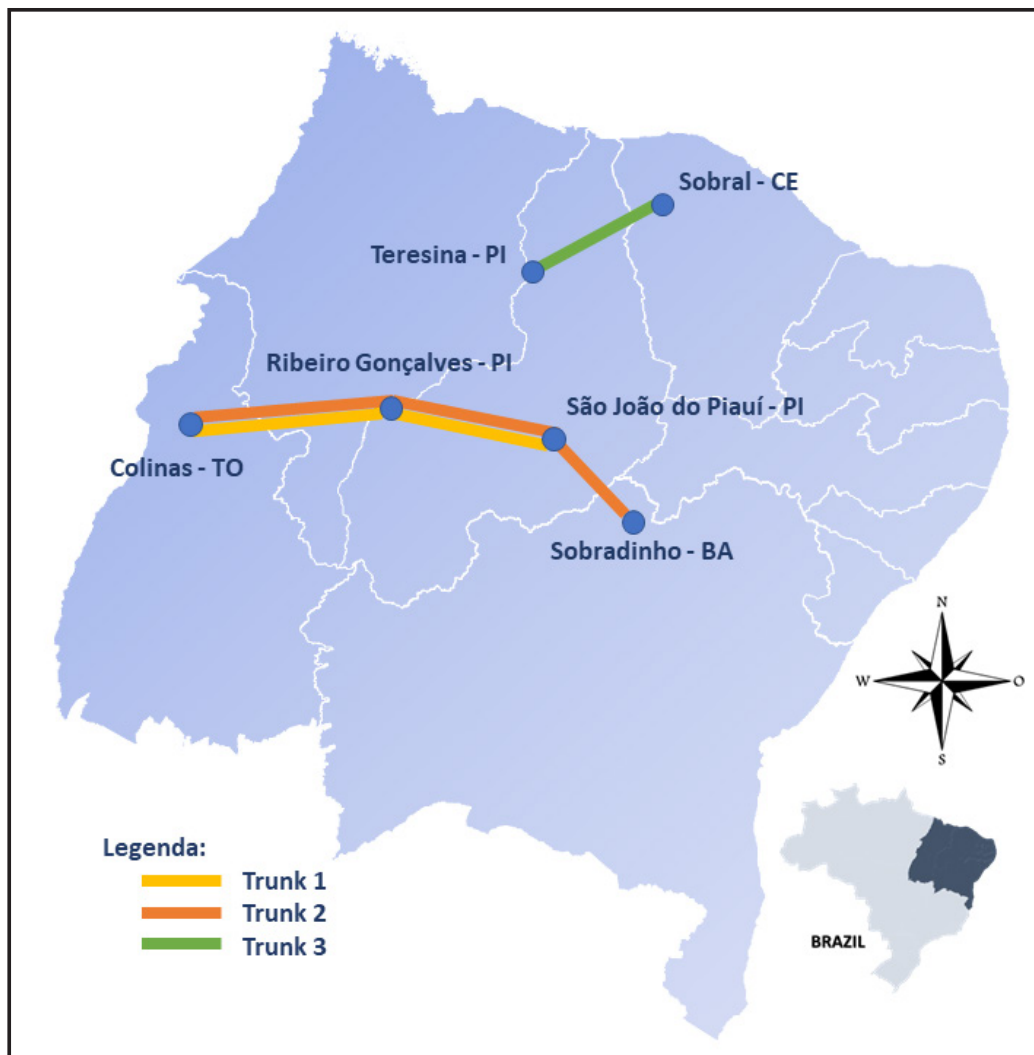 Sobral - CE
Teresina - PI
Ribeiro Gonçalves - PI
São João do Piauí - PI
Colinas - TO
Sobradinho - BA
N
W
O
S
Legenda:
Trunk 1
Trunk 2
Trunk 3
BRAZIL